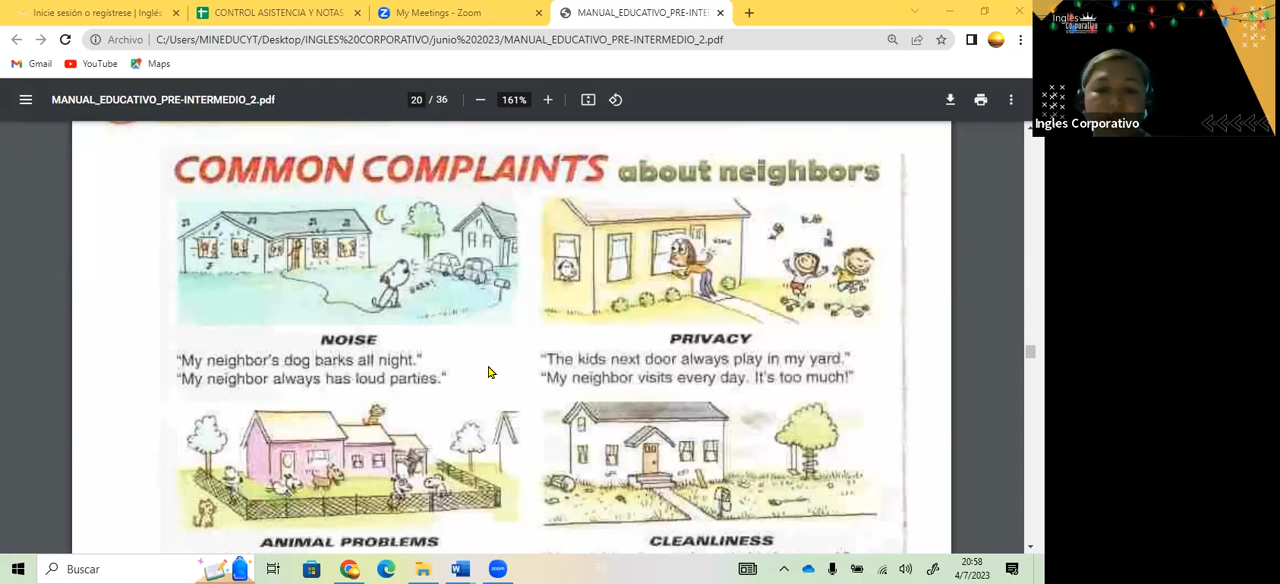 Inicie sesión o regístrese | Inglés
CONTROL ASISTENCIA Y NOTAS
My Meetings - Zoom
MANUAL_EDUCATIVO_PRE-INTERMEDIO
Archivo
C:/Users/MINEDUCYT/Desktop/INGLES%20CORPORATIVO/junio%202023/MANUAL_EDUCATIVO_PRE-INTERMEDIO_2.pdf
Gmail
YouTube
Maps
MANUAL_EDUCATIVO_PRE-INTERMEDIO_2.pdf
20 / 36
161%
Ingles
Corporativo
Ingles Corporativo
COMMON COMPLAINTS about neighbors
NOISE
"My neighbor's dog barks all night."
"My neighbor always has loud parties."
PRIVACY
"The kids next door always play in my yard."
"My neighbor visits every day. It's too much!"
ANIMAL PROBLEMS
CLEANLINESS
Buscar
20:58
4/7/2023